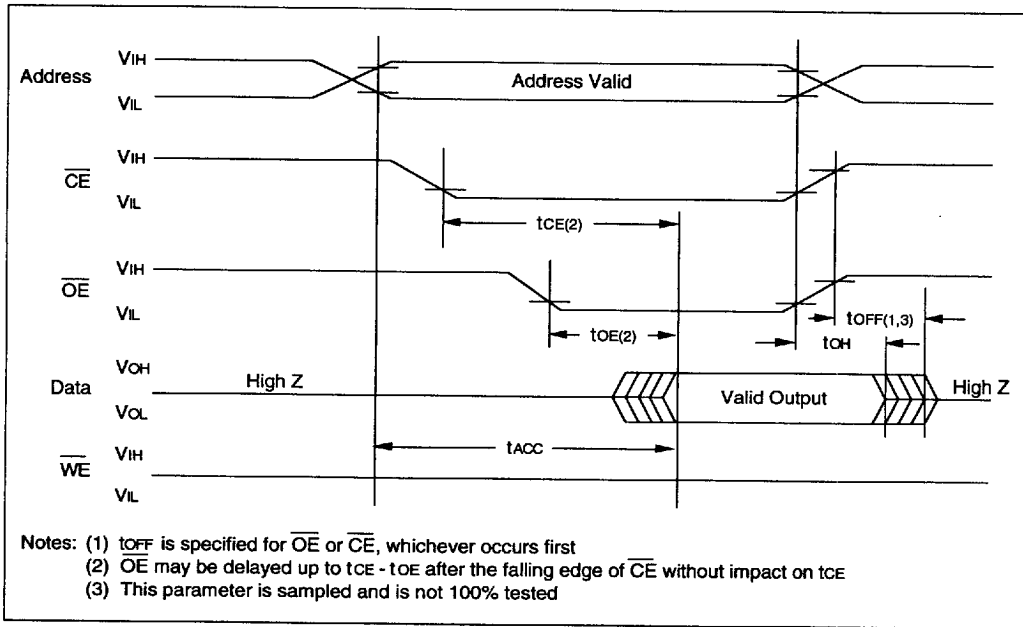 VIH
Address
Address Valid
VIL
VIH
CE
VIL
tCE(2)
VIH
OE
VIL
tOE(2)
tOFF(1,3)
tOH
VOH
Data
High Z
Valid Output
High Z
VOL
tACC
VIH
WE
VIL
Notes: (1) tOFF is specified for OE or CE, whichever occurs first
(2) OE may be delayed up to tCE - tOE after the falling edge of CE without impact on tCE
(3) This parameter is sampled and is not 100% tested